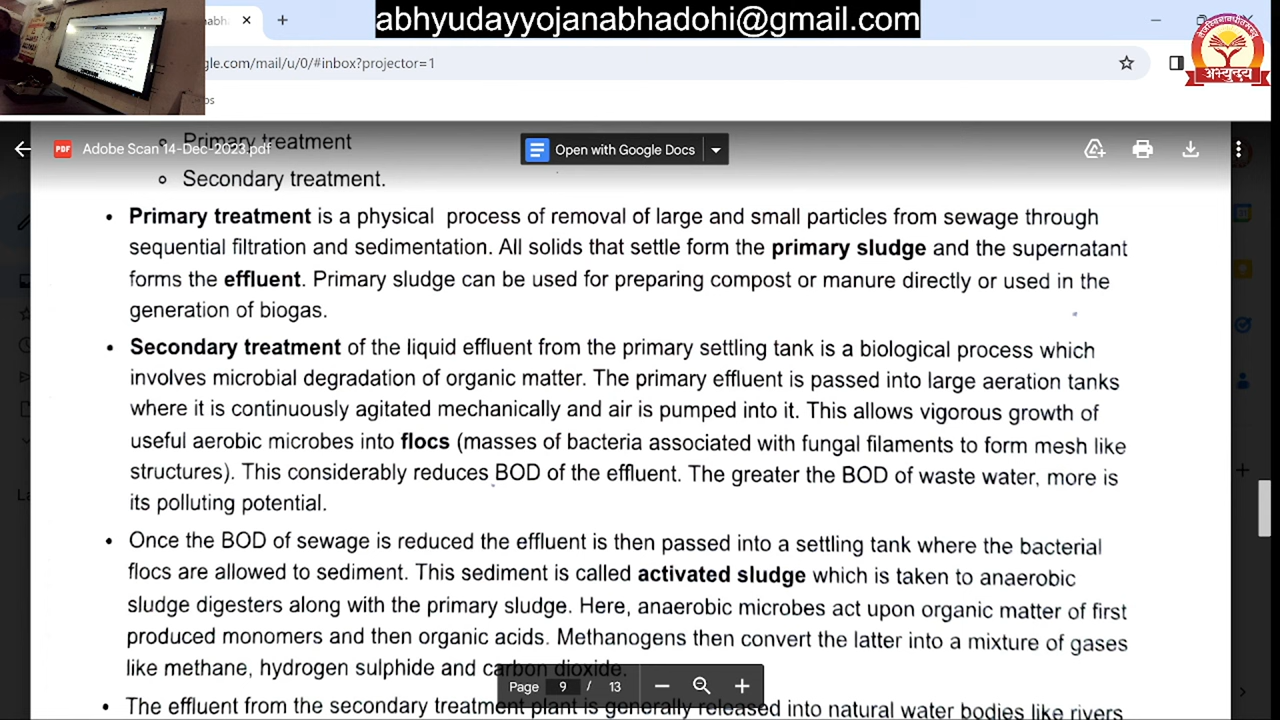 abhyudayyojanabhadohi@gmail.com
gle.com/mail/u/0/#inbox?projector=1
अभ्युदय
Primary treatment
Adobe Scan 14-Dec-2023.pdf
PDF
Open with Google Docs
Secondary treatment.
Primary treatment is a physical process of removal of large and small particles from sewage through
sequential filtration and sedimentation. All solids that settle form the primary sludge and the supernatant
forms the effluent. Primary sludge can be used for preparing compost or manure directly or used in the
generation of biogas.
Secondary treatment of the liquid effluent from the primary settling tank is a biological process which
involves microbial degradation of organic matter. The primary effluent is passed into large aeration tanks
where it is continuously agitated mechanically and air is pumped into it. This allows vigorous growth of
useful aerobic microbes into flocs (masses of bacteria associated with fungal filaments to form mesh like
structures). This considerably reduces BOD of the effluent. The greater the BOD of waste water, more is
its polluting potential.
Once the BOD of sewage is reduced the effluent is then passed into a settling tank where the bacterial
flocs are allowed to sediment. This sediment is called activated sludge which is taken to anaerobic
sludge digesters along with the primary sludge. Here, anaerobic microbes act upon organic matter of first
produced monomers and then organic acids. Methanogens then convert the latter into a mixture of gases
like methane, hydrogen sulphide and carbon dioxide.
Page 9 / 13
The effluent from the secondary treatment plant is generally released into natural water bodies like rivers